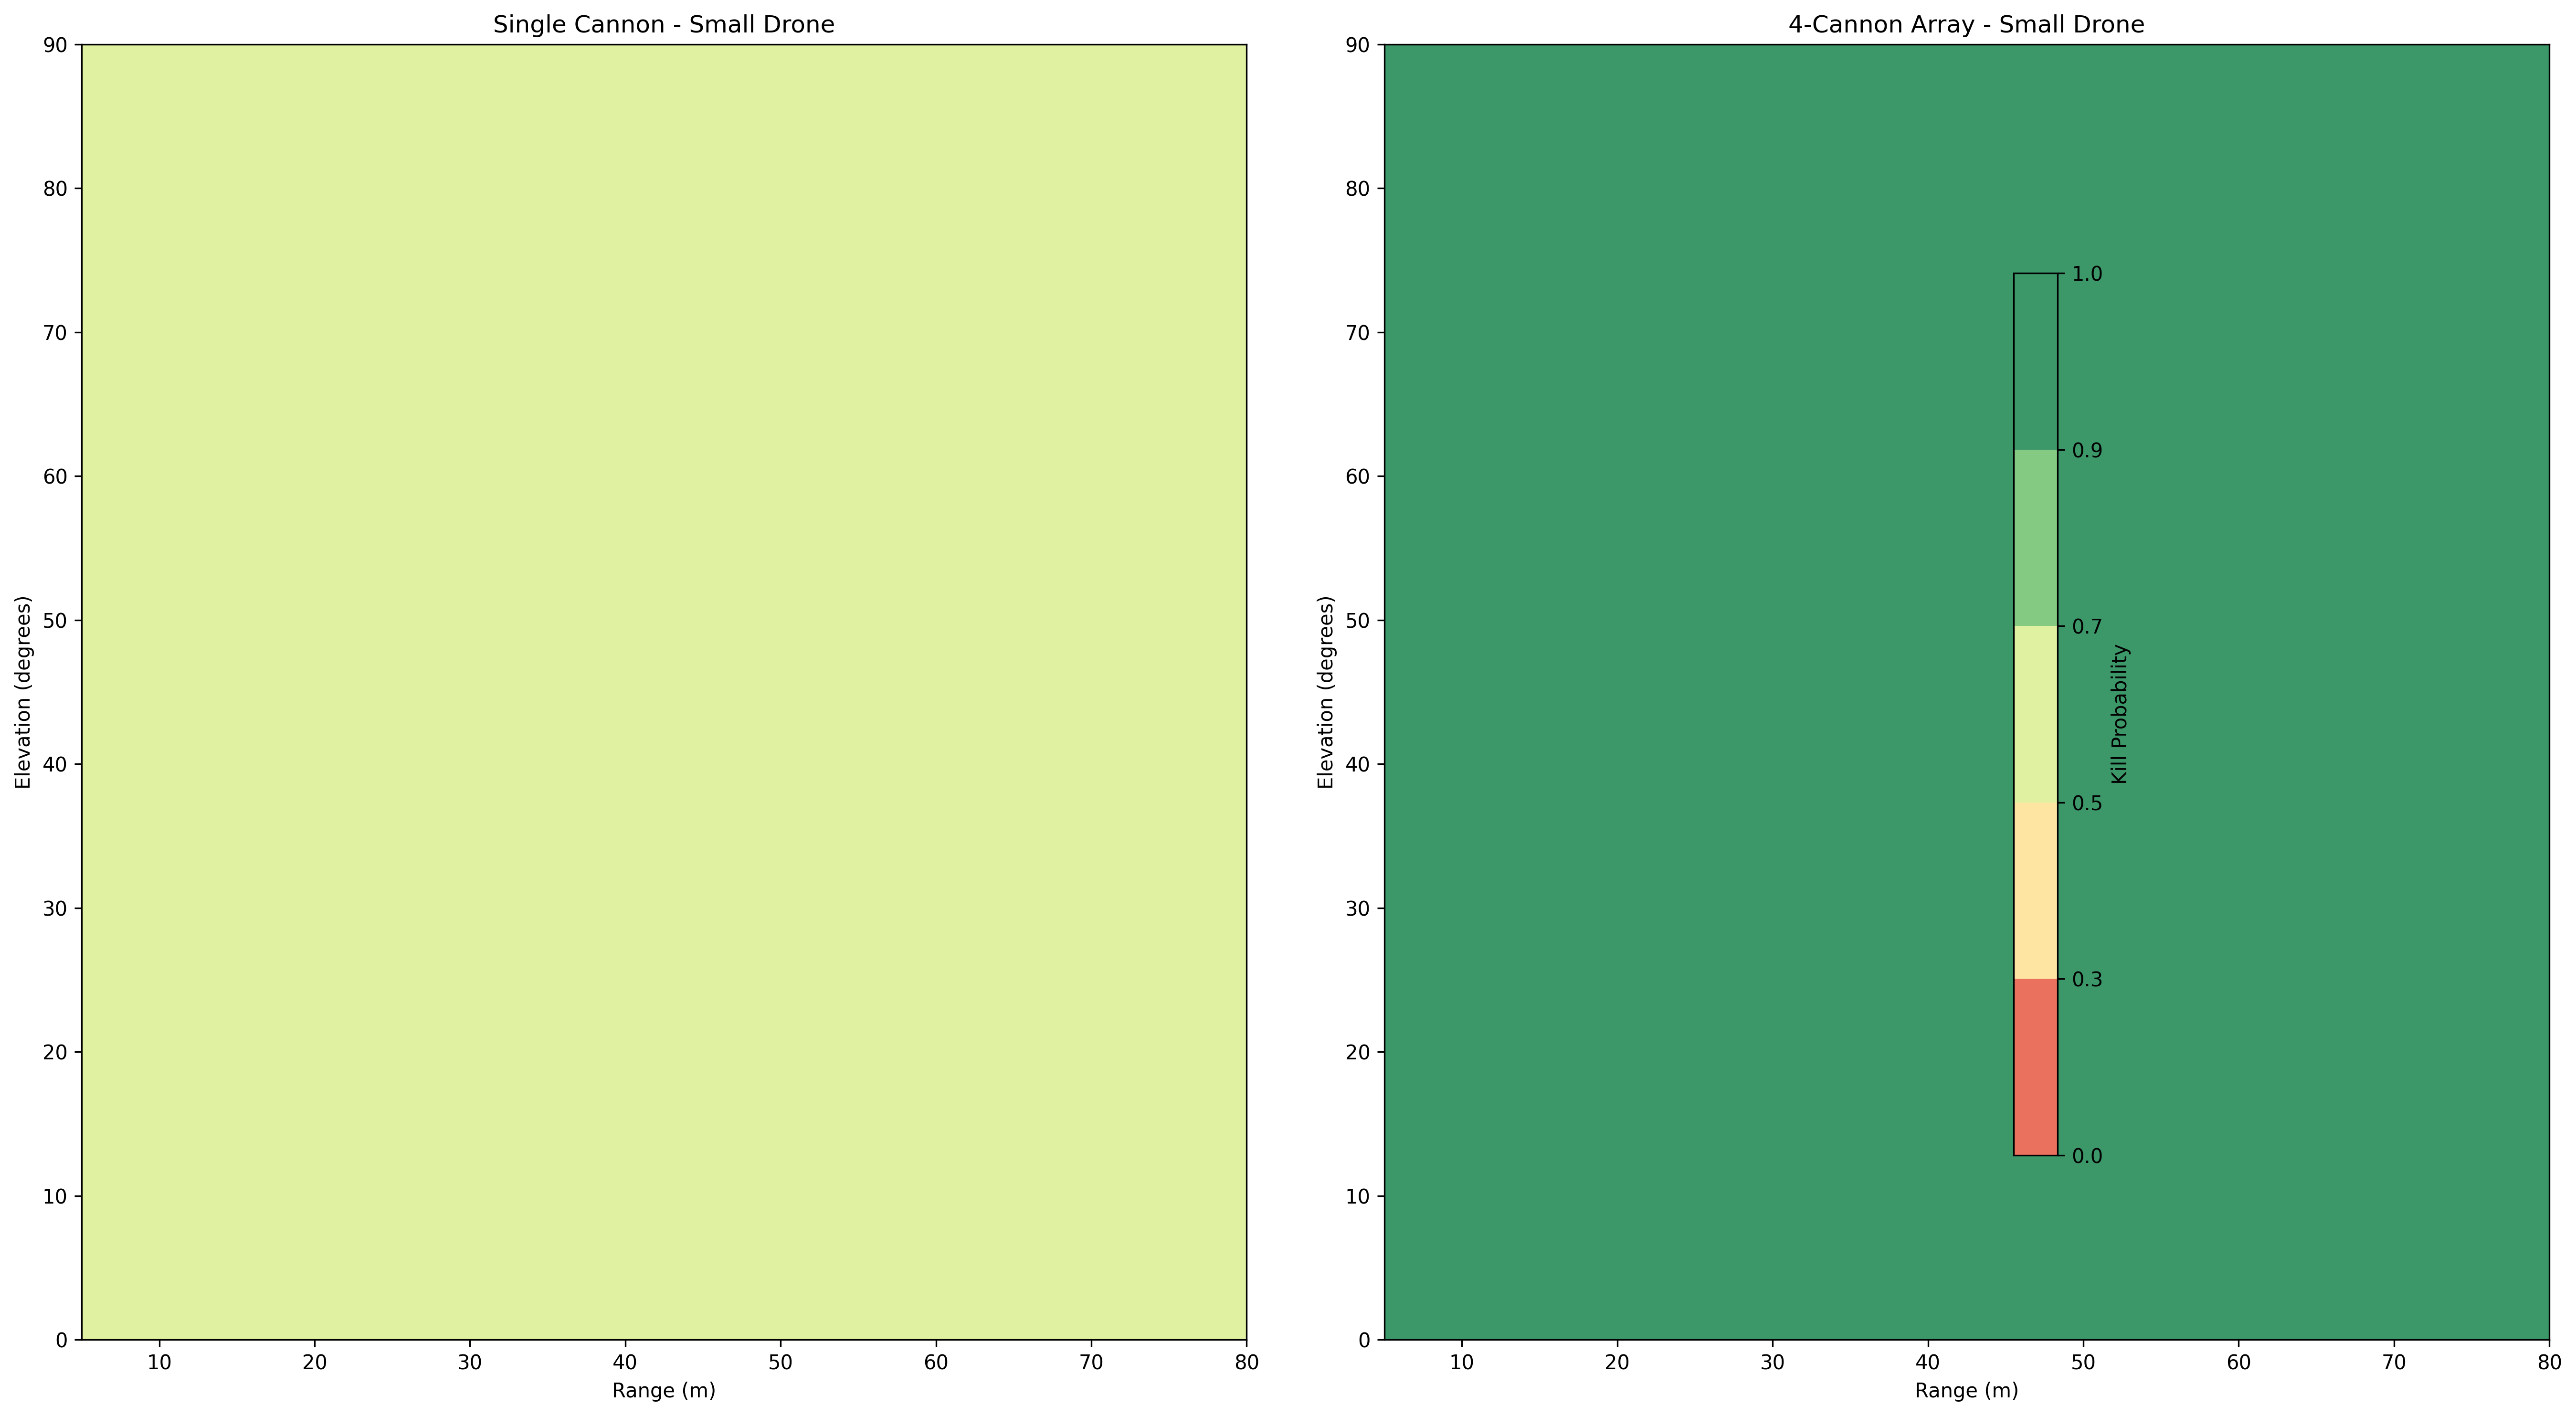 Single Cannon - Small Drone
90
80
70
60
50
40
30
20
10
0
Elevation (degrees)
10 20 30 40 50 60 70 80
Range (m)
4-Cannon Array - Small Drone
90
80
70
60
50
40
30
20
10
0
Elevation (degrees)
1.0
0.9
0.7
0.5
0.3
0.0
Kill Probability
10 20 30 40 50 60 70 80
Range (m)